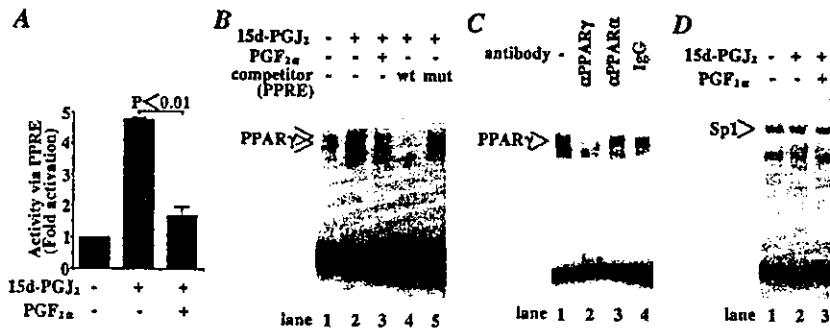 A
P<0.01
Activity via PPRE
(Fold activation)
5
4
3
2
1
0
15d-PGJ₂ - + +
PGF₂α - - +
B
15d-PGJ₂ - + + + +
PGF₂α - - + - -
competitor - - - wt mut
(PPRE)
PPARγ
lane 1 2 3 4 5
C
antibody - αPPARγ αPPARα IgG
PPARγ
lane 1 2 3 4
D
15d-PGJ₂ - + +
PGF₂α - - +
Sp1
lane 1 2 3